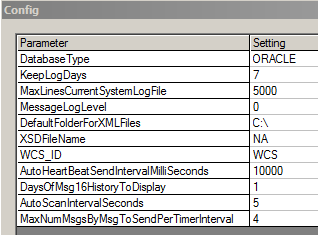 Config
Parameter Setting
DatabaseType ORACLE
KeepLogDays 7
MaxLinesCurrentSystemLogFile 5000
MessageLogLevel 0
DefaultFolderForXMLFiles C:\
XSDFileName NA
WCS_ID WCS
AutoHeartBeatSendIntervalMilliSeconds 10000
DaysOfMsg16HistoryToDisplay 1
AutoScanIntervalSeconds 5
MaxNumMsgsByMsgToSendPerTimerInterval 4